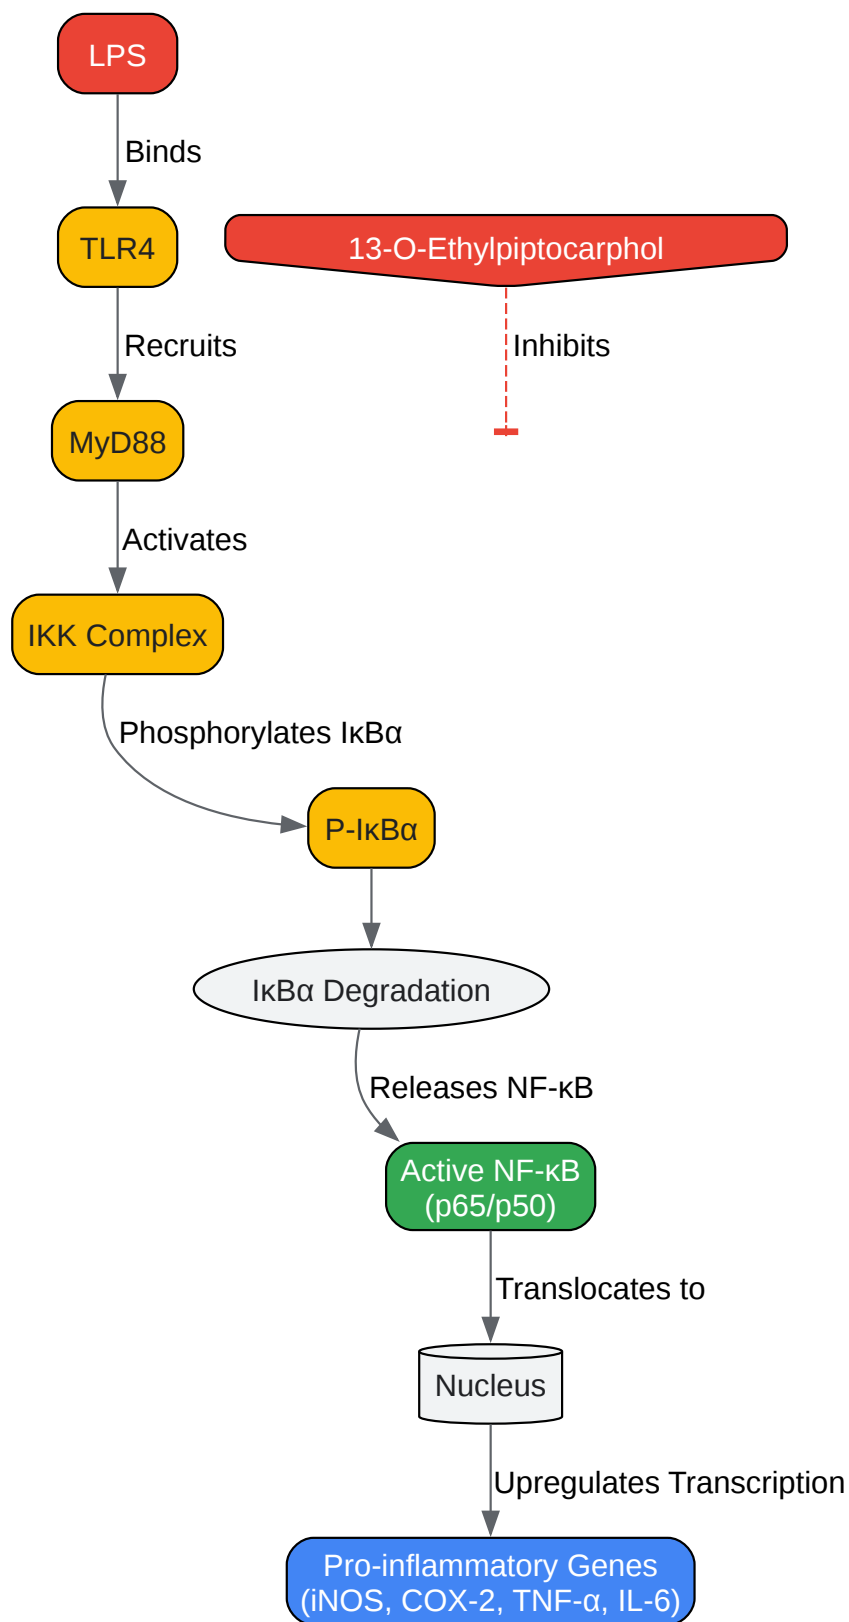 LPS
Binds
TLR4
13-O-Ethylpiptocarphol
Recruits
Inhibits
MyD88
Activates
IKK Complex
Phosphorylates IκBα
P-IκBα
IκBα Degradation
Releases NF-κB
Active NF-κB
(p65/p50)
Translocates to
Nucleus
Upregulates Transcription
Pro-inflammatory Genes
(iNOS, COX-2, TNF-α, IL-6)